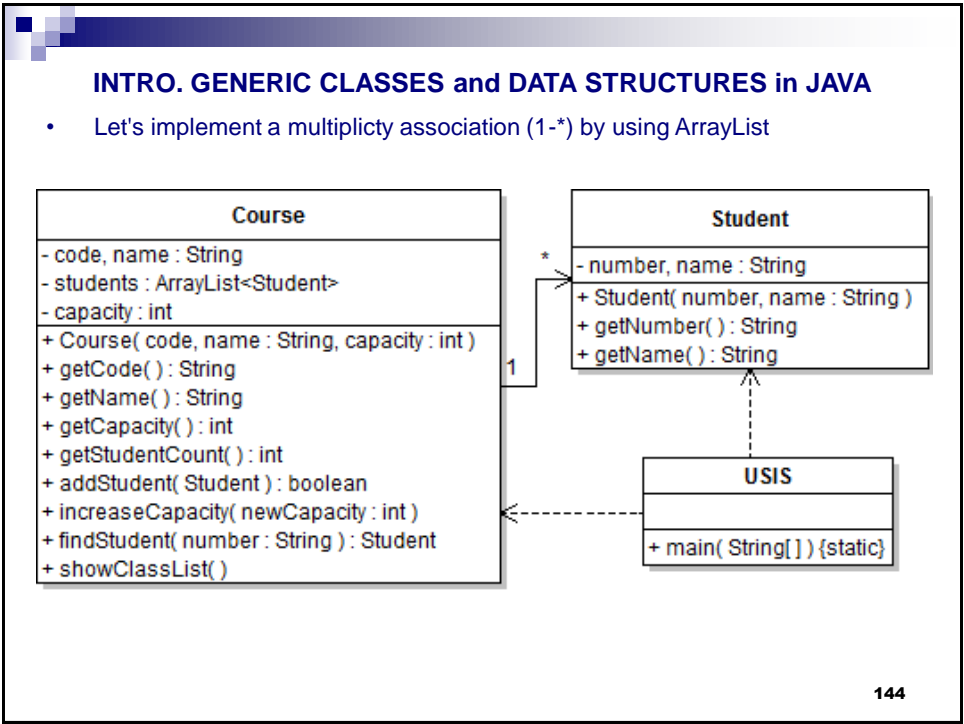 INTRO. GENERIC CLASSES and DATA STRUCTURES in JAVA
• Let's implement a multiplicty association (1-*) by using ArrayList
Course
- code, name : String
- students : ArrayList<Student>
- capacity : int
+ Course( code, name : String, capacity : int )
+ getCode( ) : String
+ getName( ) : String
+ getCapacity( ) : int
+ getStudentCount( ) : int
+ addStudent( Student ) : boolean
+ increaseCapacity( newCapacity : int )
+ findStudent( number : String ) : Student
+ showClassList( )
1
*
Student
- number, name : String
+ Student( number, name : String )
+ getNumber( ) : String
+ getName( ) : String
USIS
+ main( String[ ] ) {static}
144